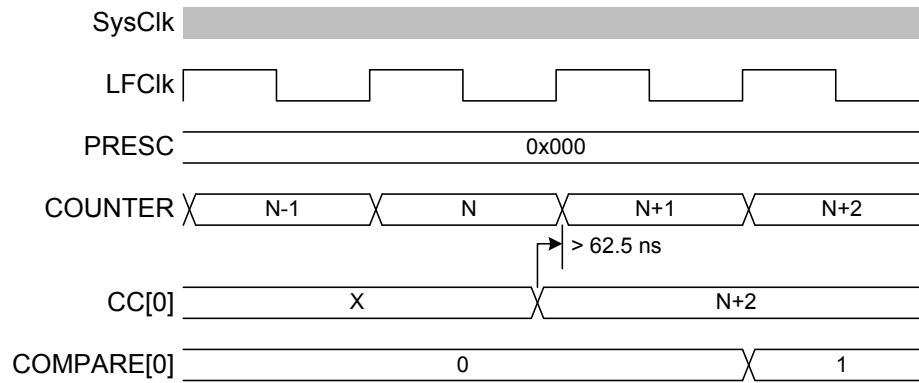 SysClk
LFClk
PRESC 0x000
COUNTER N-1 N N+1 N+2
> 62.5 ns
CC[0] X N+2
COMPARE[0] 0 1